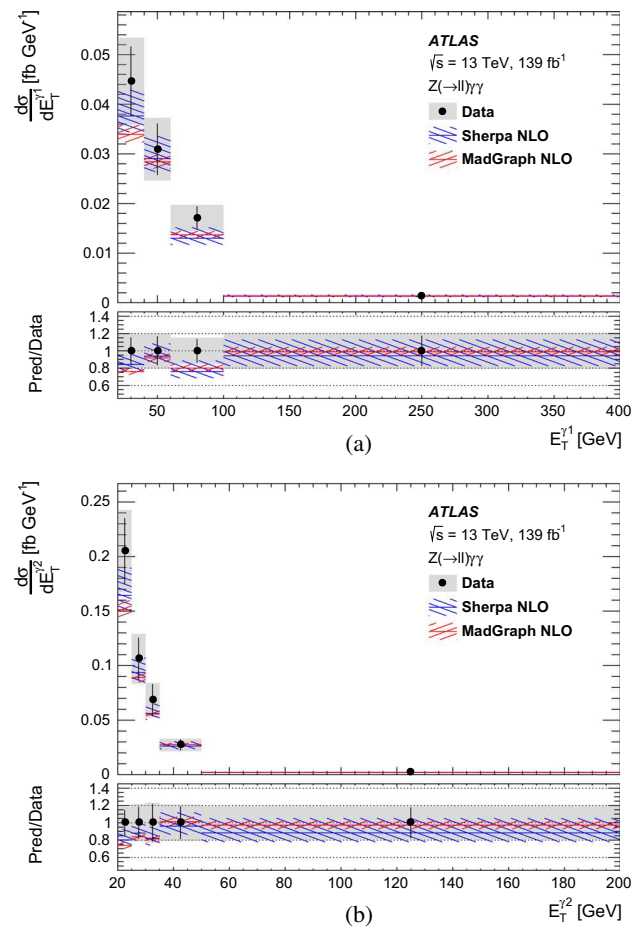 dσ/dE_T^γ1 [fb GeV⁻¹]
0.05
0.04
0.03
0.02
0.01
0
ATLAS
√s = 13 TeV, 139 fb⁻¹
Z(→ll)γγ
Data
Sherpa NLO
MadGraph NLO
Pred/Data
1.4
1.2
1
0.8
0.6
50 100 150 200 250 300 350 400
E_T^γ1 [GeV]
(a)
dσ/dE_T^γ2 [fb GeV⁻¹]
0.25
0.2
0.15
0.1
0.05
0
ATLAS
√s = 13 TeV, 139 fb⁻¹
Z(→ll)γγ
Data
Sherpa NLO
MadGraph NLO
Pred/Data
1.4
1.2
1
0.8
0.6
20 40 60 80 100 120 140 160 180 200
E_T^γ2 [GeV]
(b)